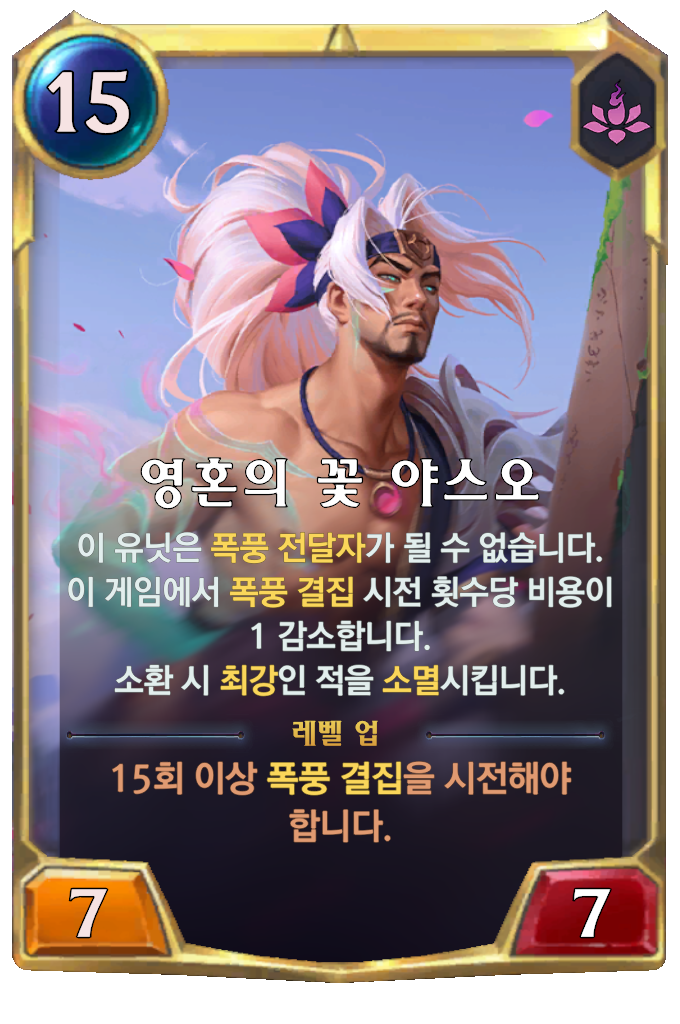 15
영혼의 꽃 야스오
이 유닛은 폭풍 전달자가 될 수 없습니다.
이 게임에서 폭풍 결집 시전 횟수당 비용이
1 감소합니다.
소환 시 최강인 적을 소멸시킵니다.
레벨 업
15회 이상 폭풍 결집을 시전해야
합니다.
7
7